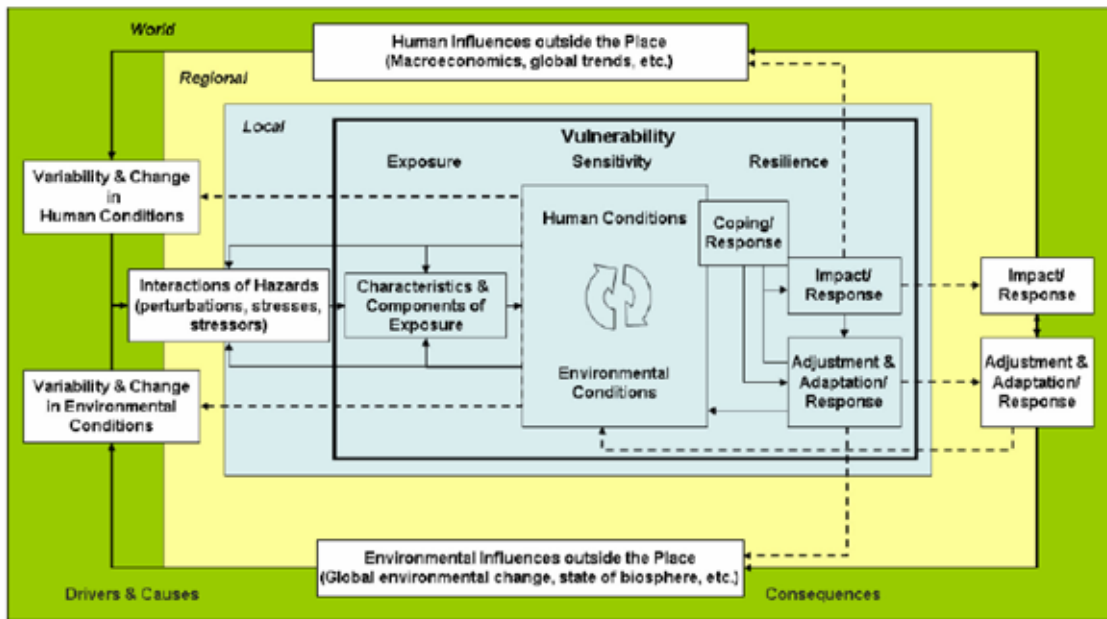 World
Human Influences outside the Place
(Macroeconomics, global trends, etc.)
Regional
Local
Vulnerability
Exposure
Sensitivity
Resilience
Variability & Change
in
Human Conditions
Human Conditions
Coping/
Response
Interactions of Hazards
(perturbations, stresses,
stressors)
Characteristics &
Components of
Exposure
Impact/
Response
Impact/
Response
Variability & Change
in Environmental
Conditions
Environmental
Conditions
Adjustment &
Adaptation/
Response
Adjustment &
Adaptation/
Response
Environmental Influences outside the Place
(Global environmental change, state of biosphere, etc.)
Drivers & Causes
Consequences